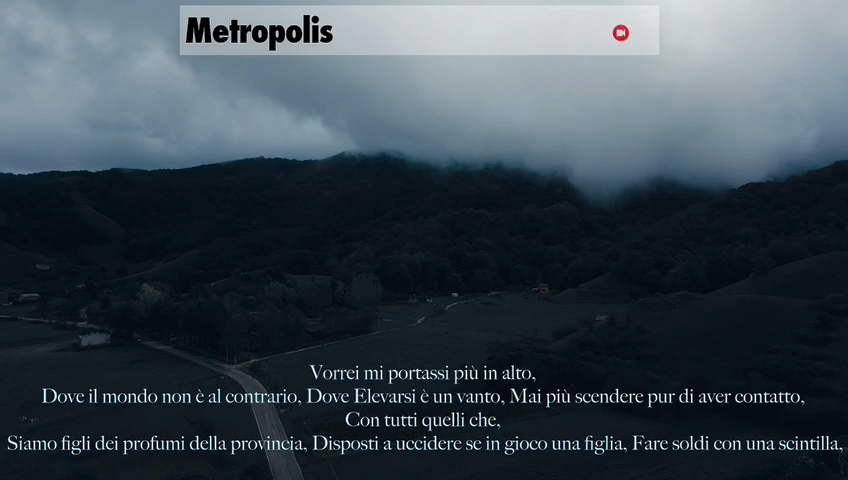 Metropolis
Vorrei mi portassi più in alto,
Dove il mondo non è al contrario, Dove Elevarsi è un vanto, Mai più scendere pur di aver contatto,
Con tutti quelli che,
Siamo figli dei profumi della provincia, Disposti a uccidere se in gioco una figlia, Fare soldi con una scintilla,